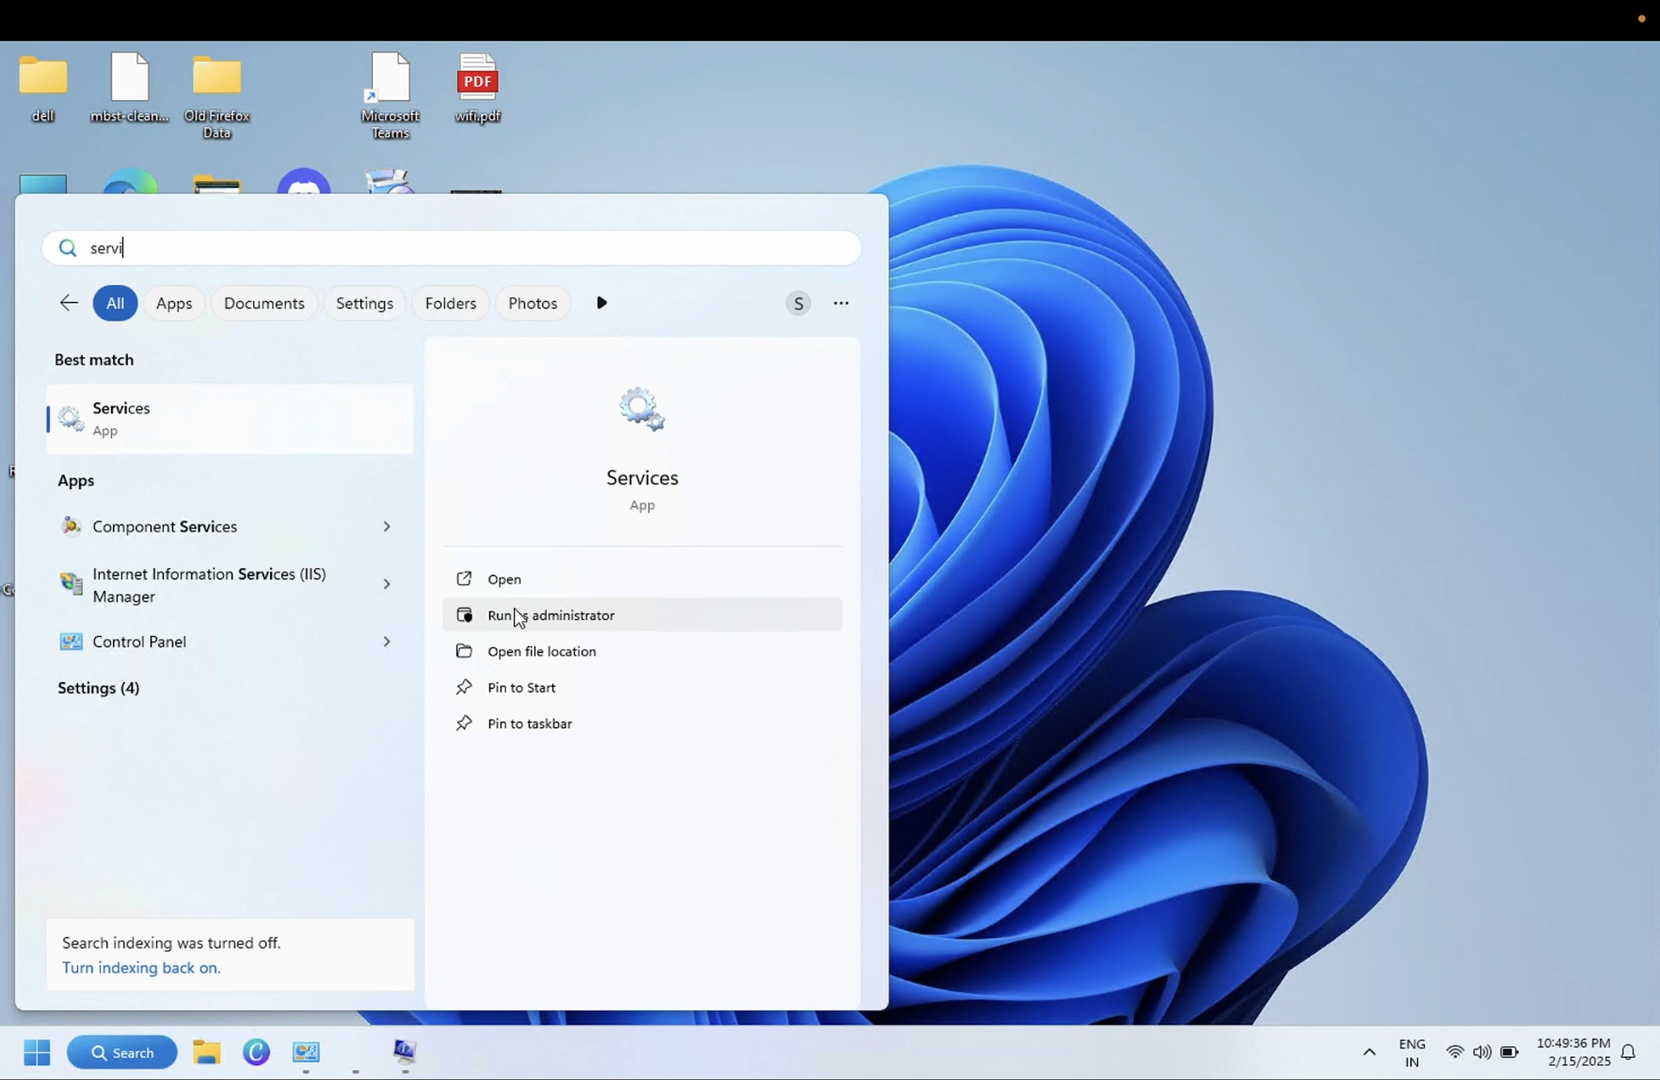 dell
mbst-clean...
Old Firefox
Data
Microsoft
Teams
PDF
wifi.pdf
servi
All
Apps
Documents
Settings
Folders
Photos
S
Best match
Services
App
Apps
Component Services
Internet Information Services (IIS)
Manager
Control Panel
Settings (4)
Services
App
Open
Run as administrator
Open file location
Pin to Start
Pin to taskbar
Search indexing was turned off.
Turn indexing back on.
Search
ENG
IN
10:49:36 PM
2/15/2025